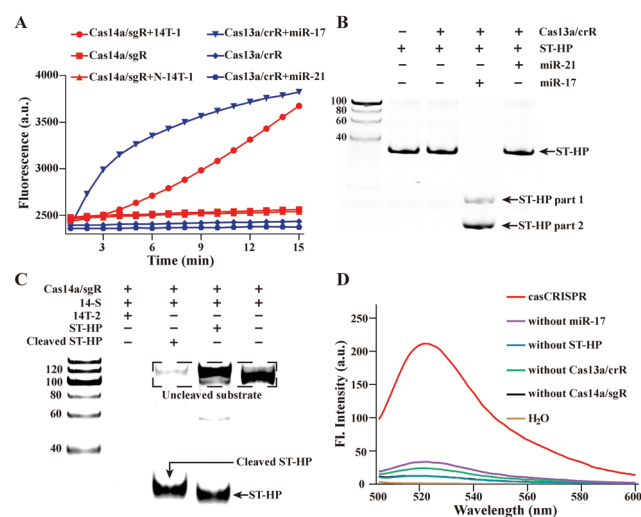 A
Cas14a/sgR+14T-1
Cas14a/sgR
Cas14a/sgR+N-14T-1
Cas13a/crR+miR-17
Cas13a/crR
Cas13a/crR+miR-21
Fluorescence (a.u.)
4000
3500
3000
2500
3 6 9 12 15
Time (min)
B
- + + + Cas13a/crR
+ + + + ST-HP
- - - + miR-21
- - + - miR-17
100
80
60
40
ST-HP
ST-HP part 1
ST-HP part 2
C
Cas14a/sgR + + + +
14-S + + + +
14T-2 + - - -
ST-HP - - + -
Cleaved ST-HP - + - -
120
100
80
60
40
Uncleaved substrate
Cleaved ST-HP
ST-HP
D
casCRISPR
without miR-17
without ST-HP
without Cas13a/crR
without Cas14a/sgR
H₂O
Fl. Intensity (a.u.)
250
200
150
100
50
0
500 520 540 560 580 600
Wavelength (nm)